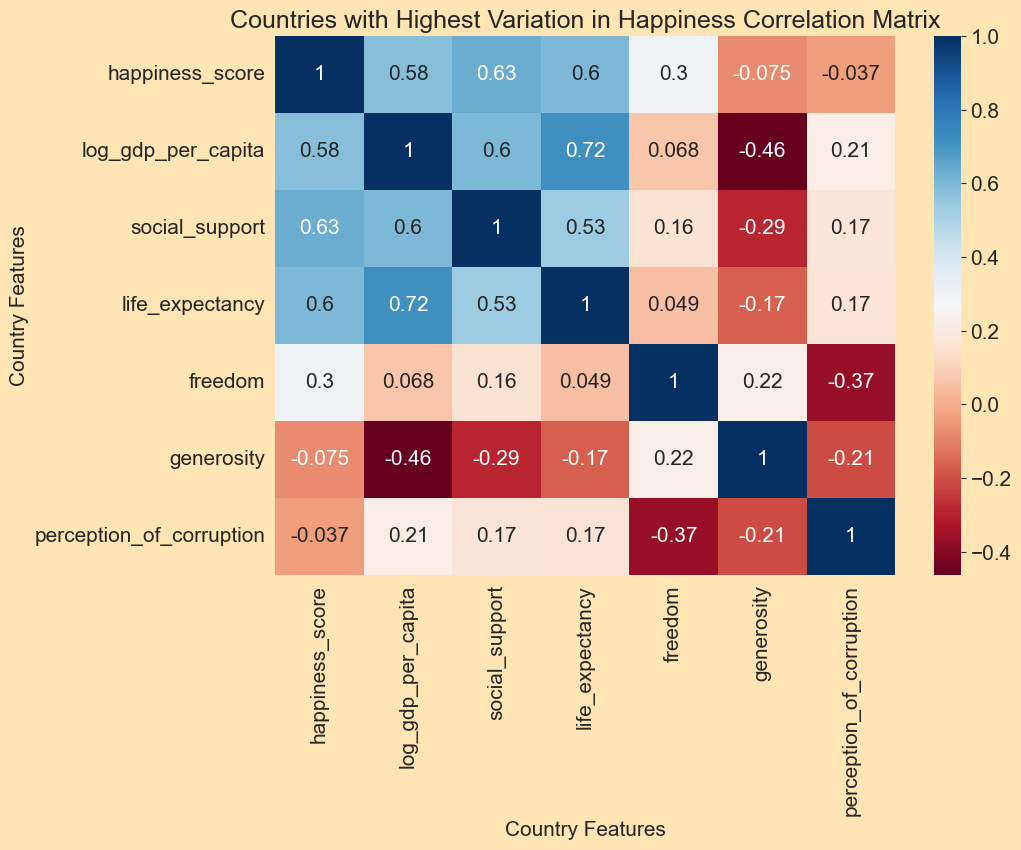 Countries with Highest Variation in Happiness Correlation Matrix
happiness_score 1 0.58 0.63 0.6 0.3 -0.075 -0.037
log_gdp_per_capita 0.58 1 0.6 0.72 0.068 -0.46 0.21
social_support 0.63 0.6 1 0.53 0.16 -0.29 0.17
life_expectancy 0.6 0.72 0.53 1 0.049 -0.17 0.17
freedom 0.3 0.068 0.16 0.049 1 0.22 -0.37
generosity -0.075 -0.46 -0.29 -0.17 0.22 1 -0.21
perception_of_corruption -0.037 0.21 0.17 0.17 -0.37 -0.21 1
Country Features
happiness_score
log_gdp_per_capita
social_support
life_expectancy
freedom
generosity
perception_of_corruption
Country Features
1.0
0.8
0.6
0.4
0.2
0.0
−0.2
−0.4